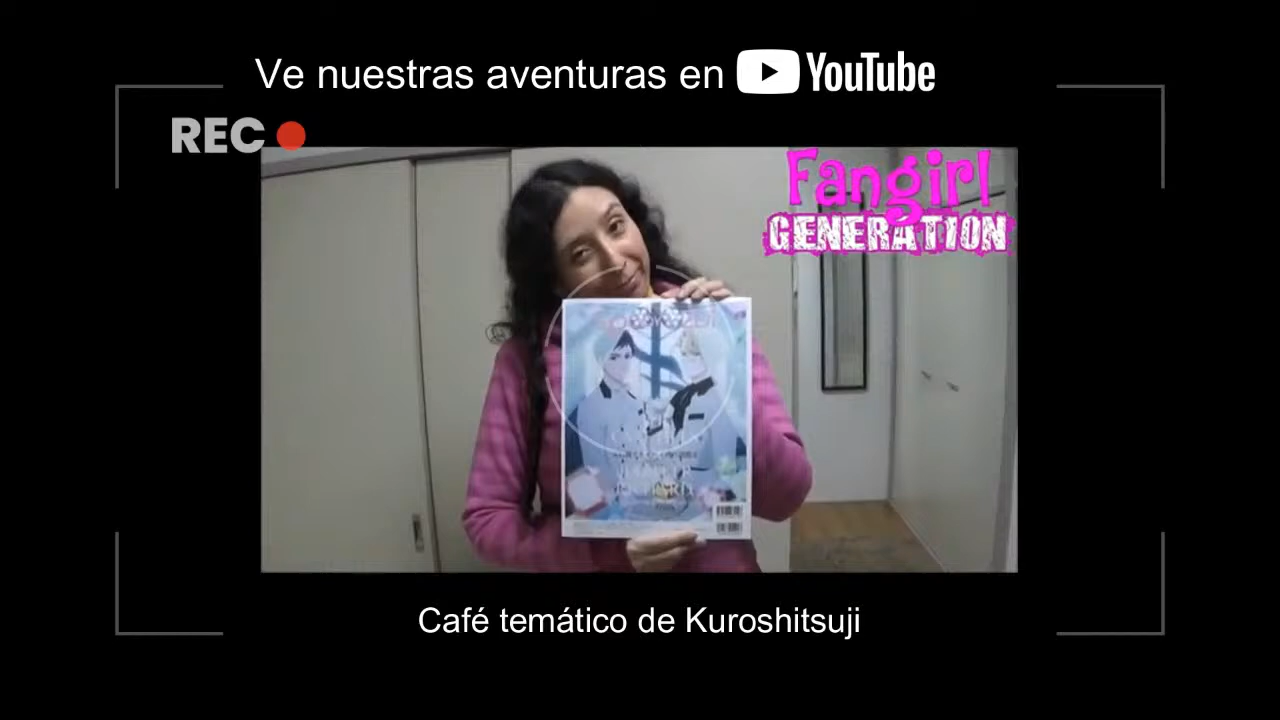 Ve nuestras aventuras en YouTube
REC
Fangirl
GENERATION
Café temático de Kuroshitsuji